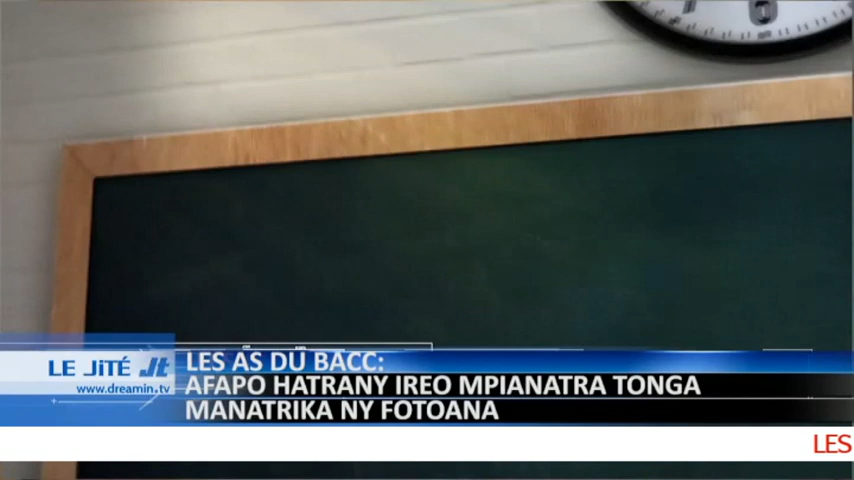 LE JiTÉ Jt
www.dreamin.tv
LES AS DU BACC:
AFAPO HATRANY IREO MPIANATRA TONGA
MANATRIKA NY FOTOANA
LES